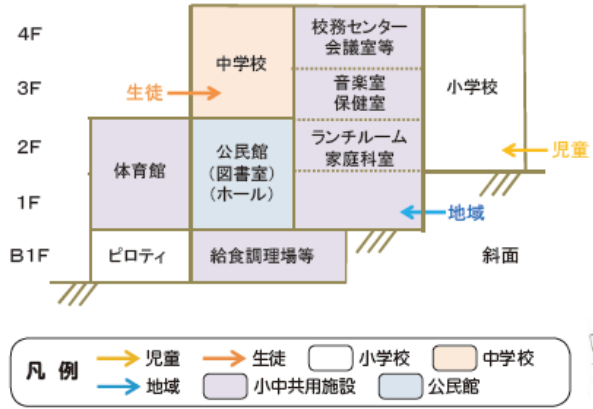 4F
3F
2F
1F
B1F
中学校
校務センター
会議室等
音楽室
保健室
小学校
生徒
ランチルーム
家庭科室
児童
体育館
公民館
(図書室)
(ホール)
地域
ピロティ
給食調理場等
斜面
凡 例
児童
生徒
小学校
中学校
地域
小中共用施設
公民館